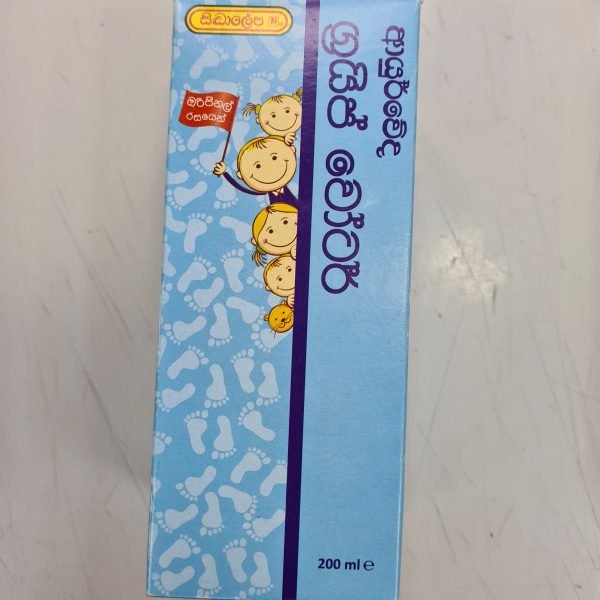 සිඩාලේප
ඔරිජිනල්
රසයෙන්
ආයුර්වේද
ග්‍රයිප් වෝටර්
200 ml ℮